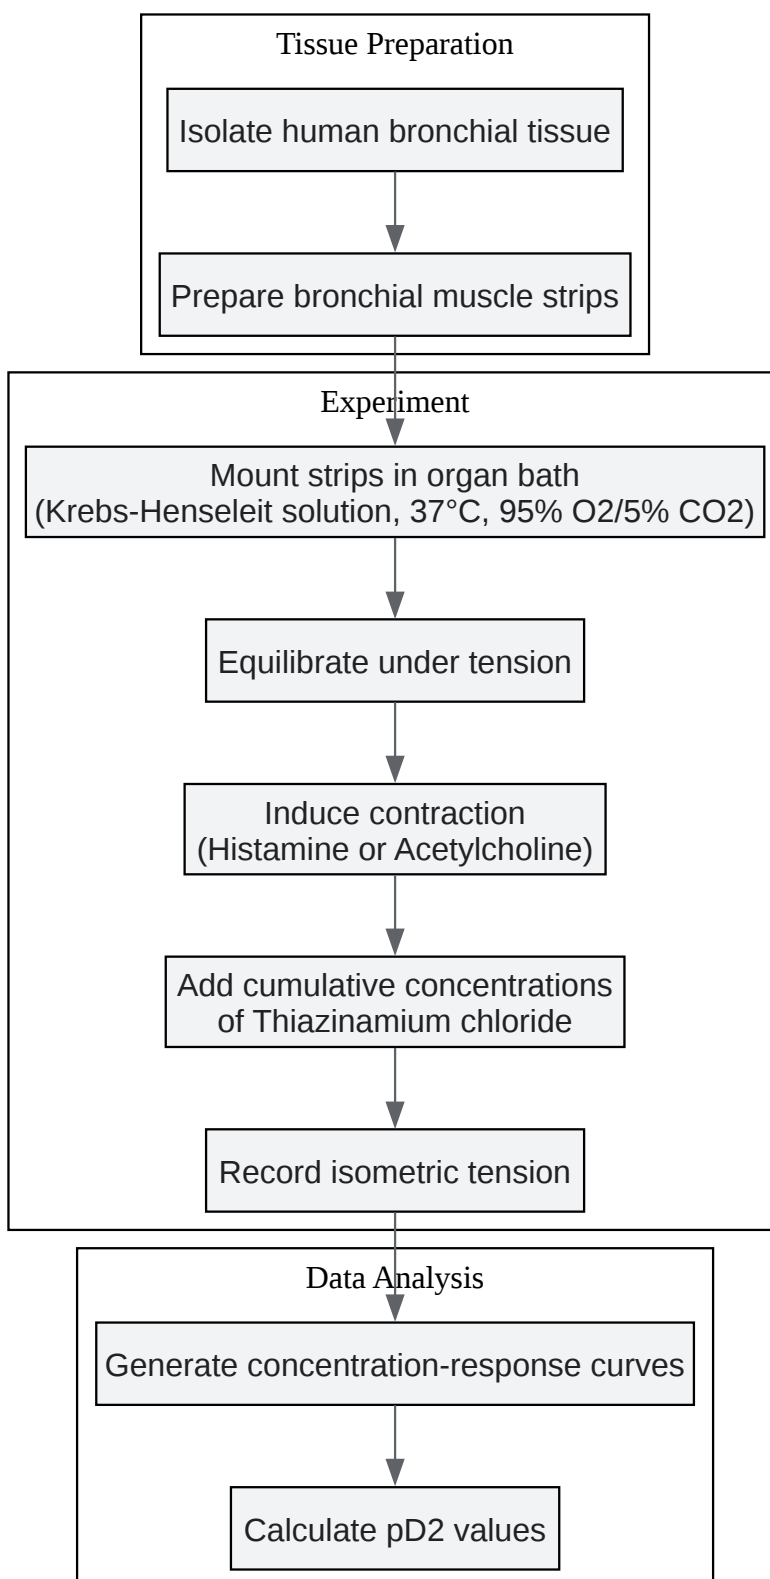 Tissue Preparation
Isolate human bronchial tissue
Prepare bronchial muscle strips
Experiment
Mount strips in organ bath
(Krebs-Henseleit solution, 37°C, 95% O2/5% CO2)
Equilibrate under tension
Induce contraction
(Histamine or Acetylcholine)
Add cumulative concentrations
of Thiazinamium chloride
Record isometric tension
Data Analysis
Generate concentration-response curves
Calculate pD2 values